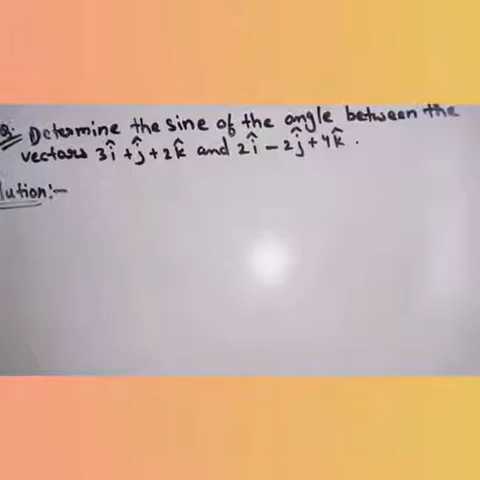 Q:- Determine the sine of the angle between the
vectors 3î + ĵ + 2k̂ and 2î - 2ĵ + 4k̂ .
lution:-